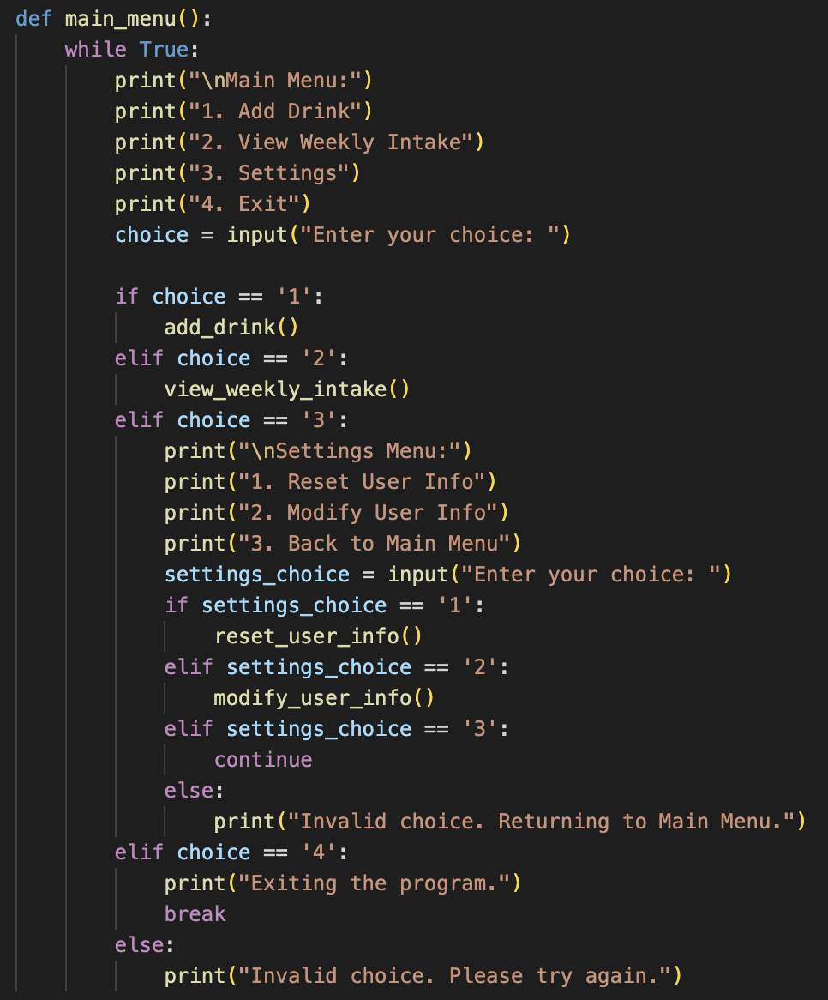 def main_menu():
    while True:
        print("\nMain Menu:")
        print("1. Add Drink")
        print("2. View Weekly Intake")
        print("3. Settings")
        print("4. Exit")
        choice = input("Enter your choice: ")

        if choice == '1':
            add_drink()
        elif choice == '2':
            view_weekly_intake()
        elif choice == '3':
            print("\nSettings Menu:")
            print("1. Reset User Info")
            print("2. Modify User Info")
            print("3. Back to Main Menu")
            settings_choice = input("Enter your choice: ")
            if settings_choice == '1':
                reset_user_info()
            elif settings_choice == '2':
                modify_user_info()
            elif settings_choice == '3':
                continue
            else:
                print("Invalid choice. Returning to Main Menu.")
        elif choice == '4':
            print("Exiting the program.")
            break
        else:
            print("Invalid choice. Please try again.")